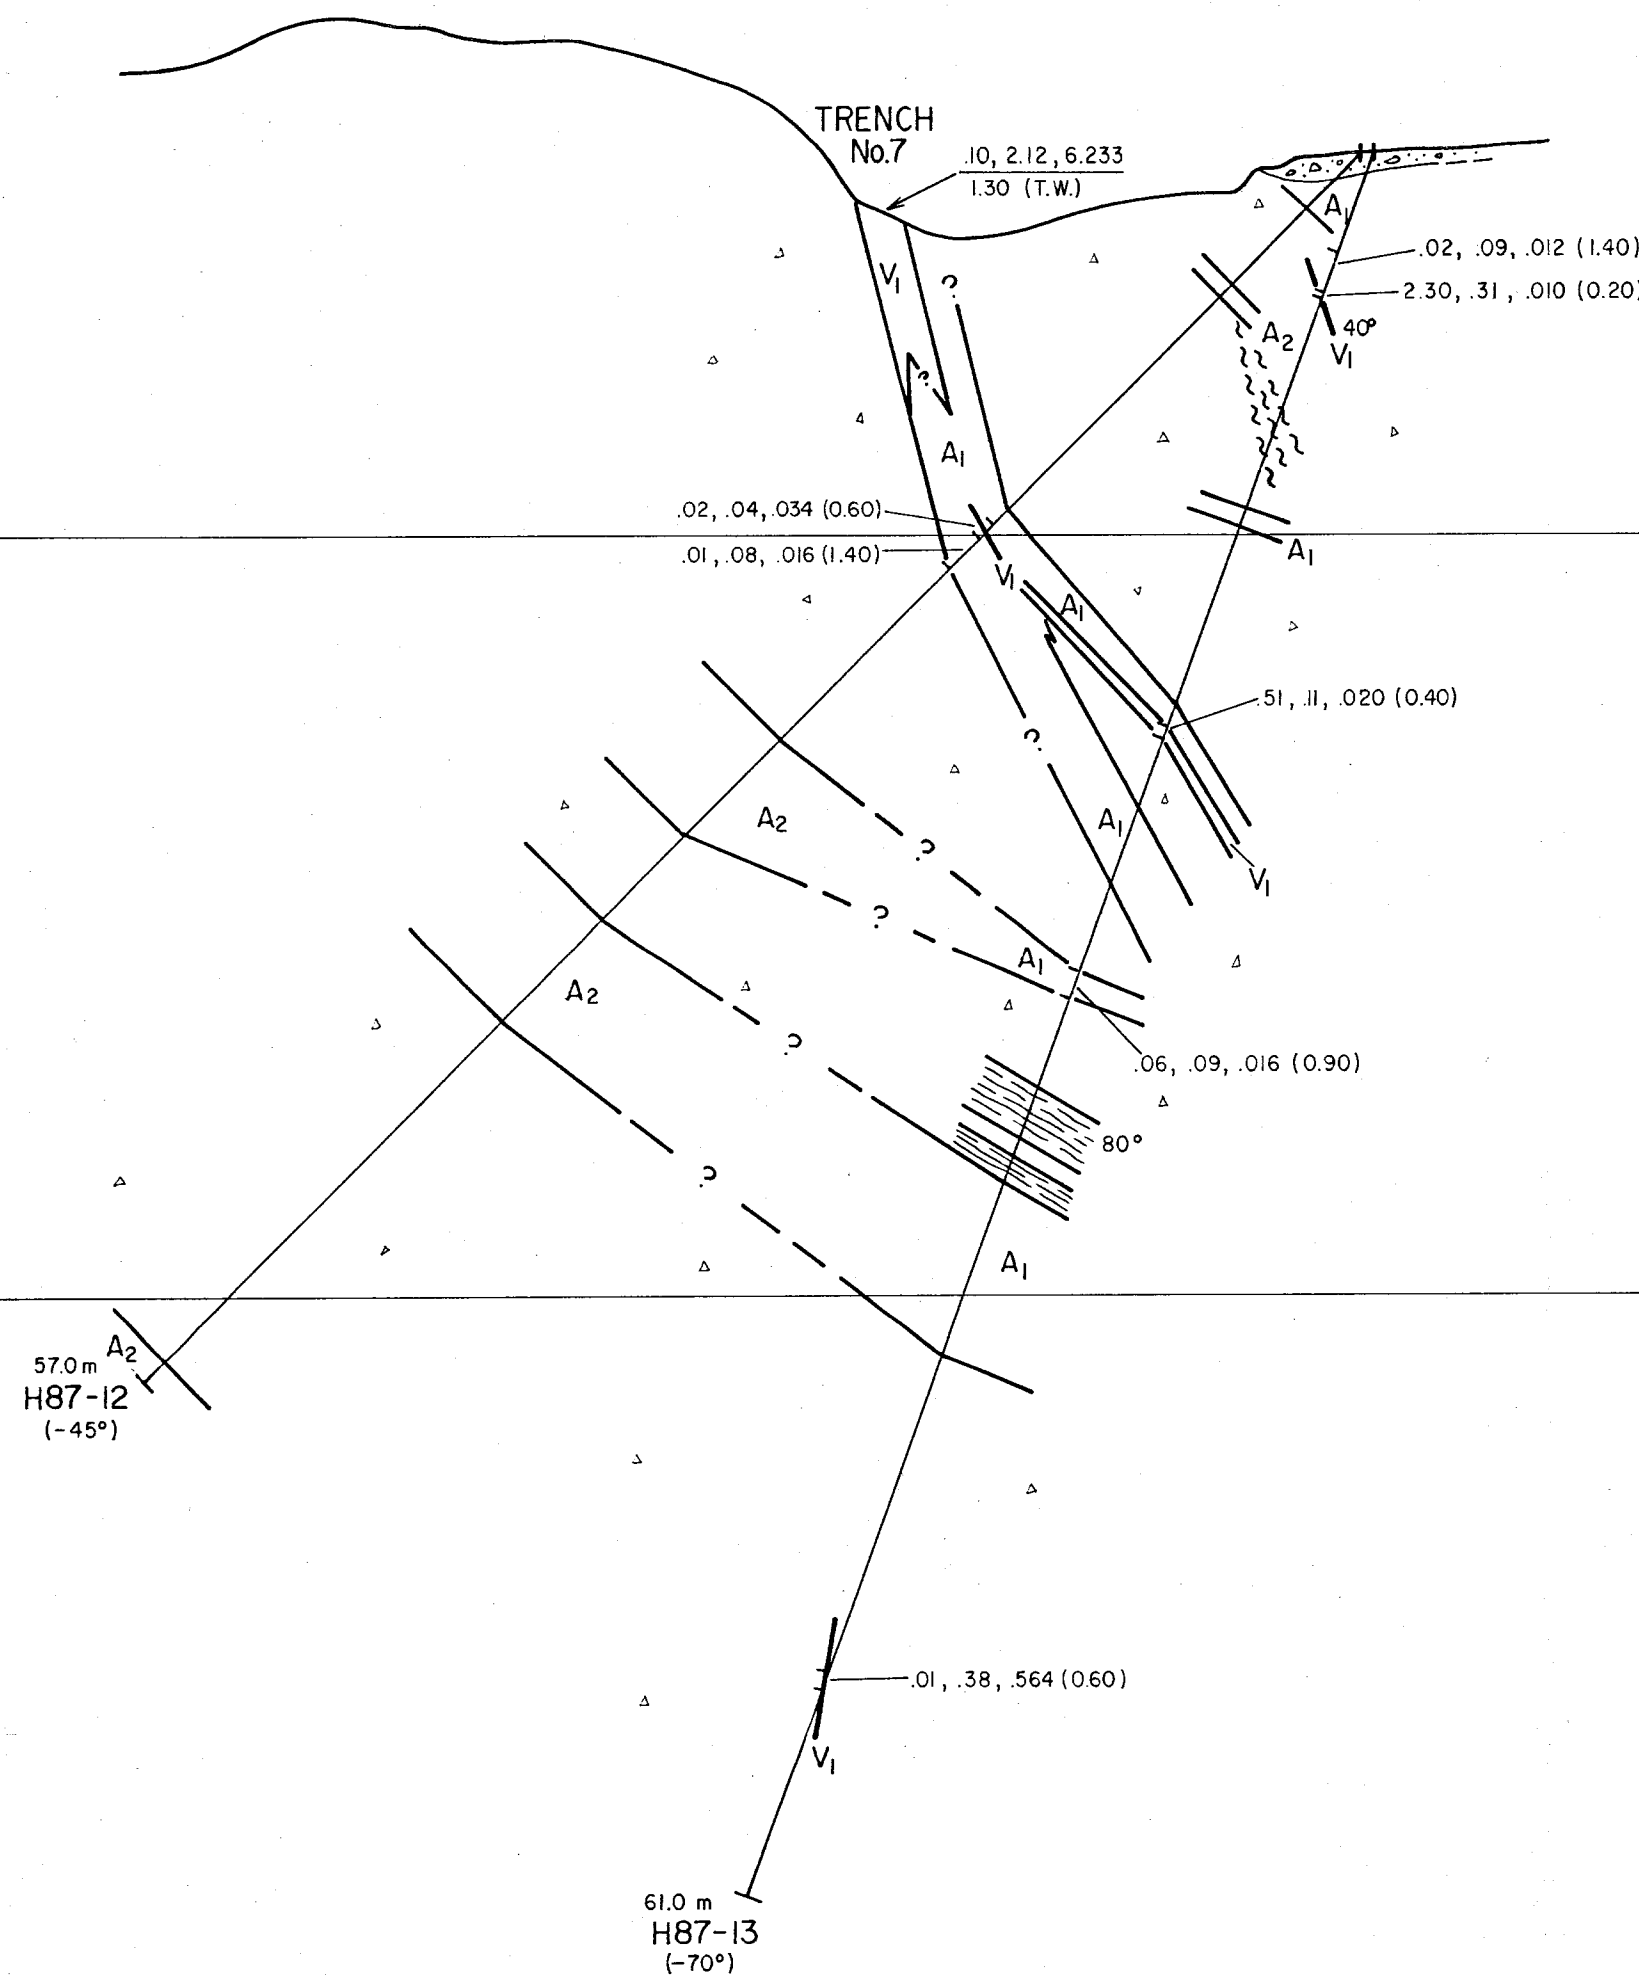 TRENCH
No.7
.10, 2.12, 6.233
1.30 (T.W.)
V1
?
A1
.02, .09, .012 (1.40)
2.30, .31, .010 (0.20)
40°
V1
A2
?
A1
.02, .04, .034 (0.60)
.01, .08, .016 (1.40)
V1
A1
A1
.51, .11, .020 (0.40)
?
A2
A1
?
V1
?
A1
A2
?
.06, .09, .016 (0.90)
80°
?
A1
A2
57.0 m
H87-12
(-45°)
.01, .38, .564 (0.60)
V1
61.0 m
H87-13
(-70°)